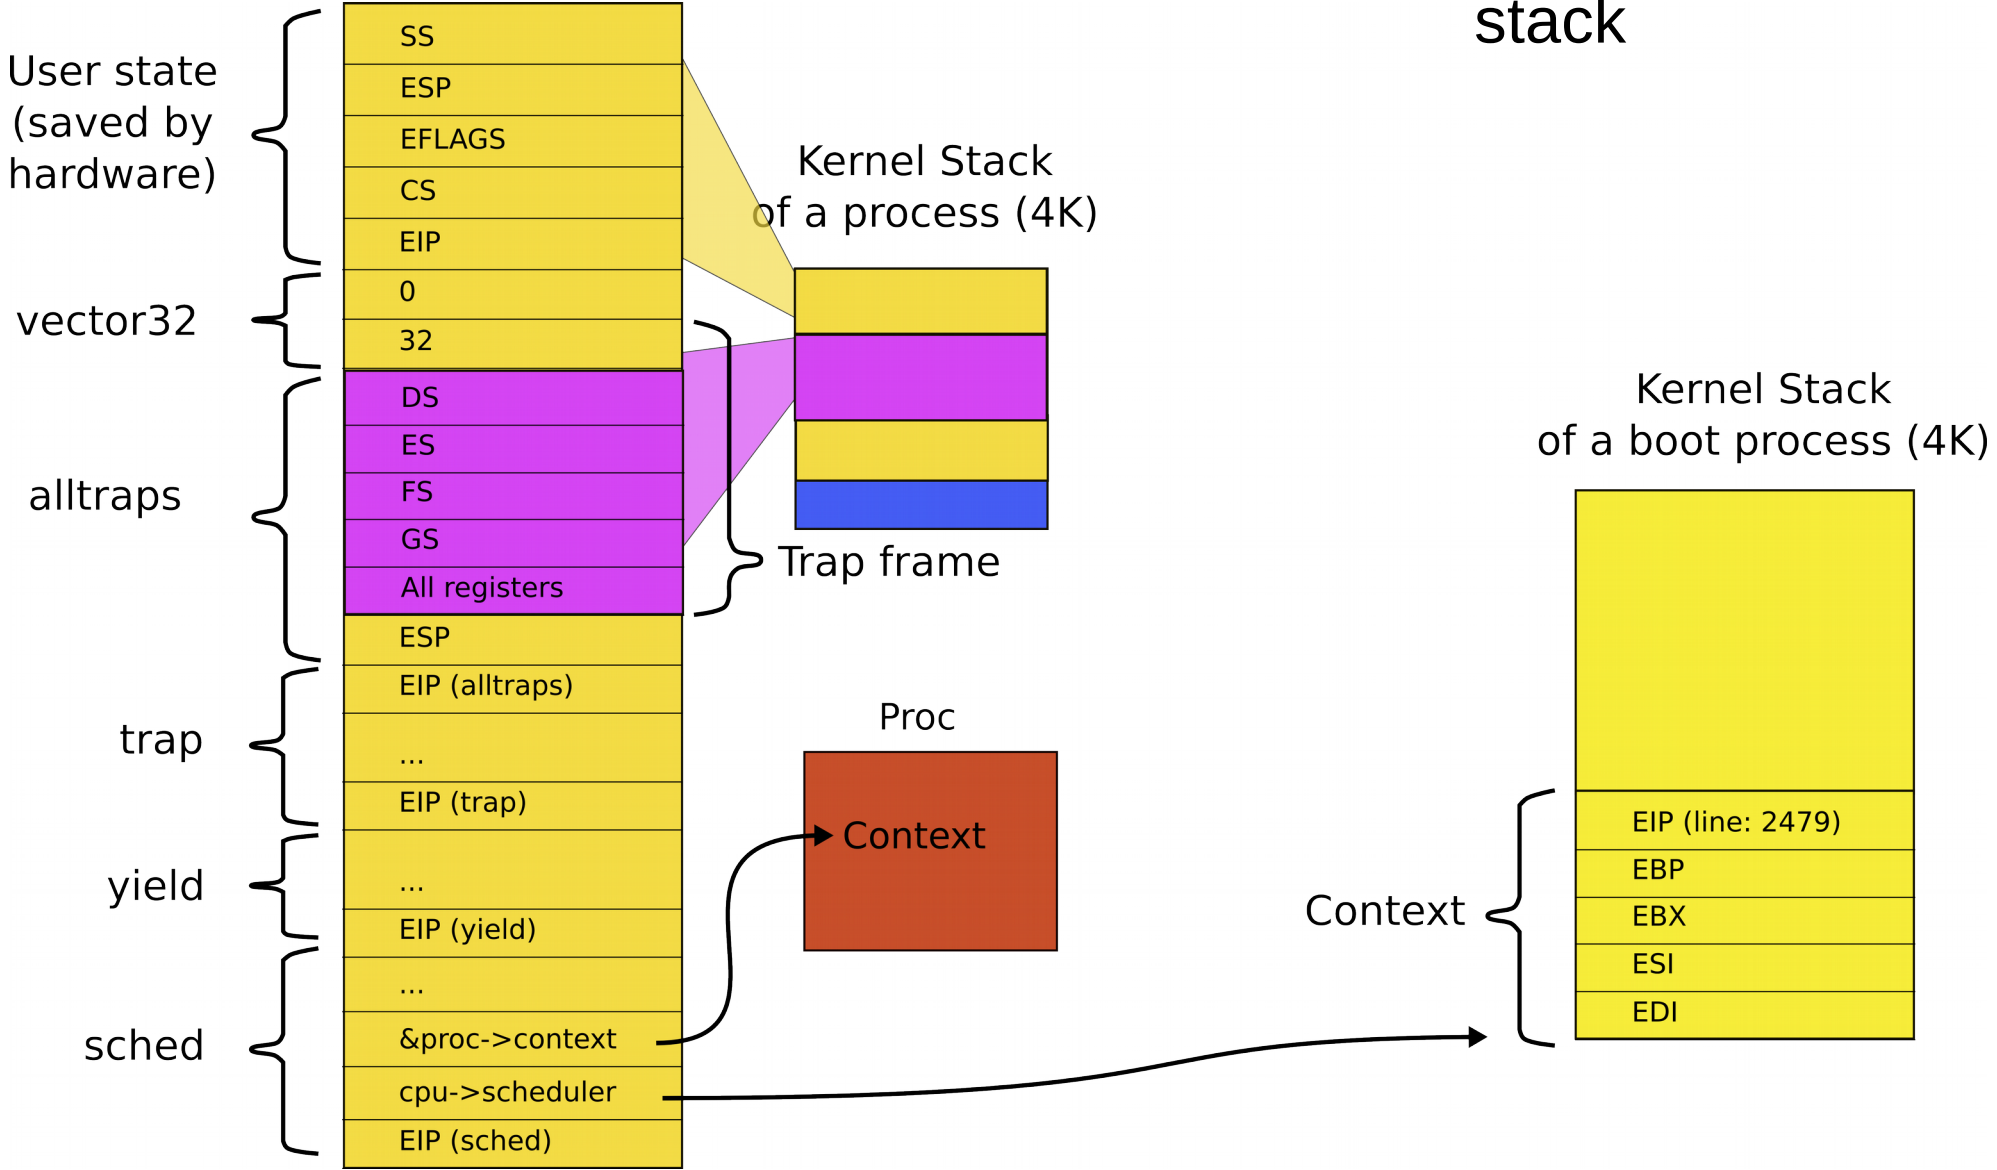 stack
User state
(saved by
hardware)
vector32
alltraps
trap
yield
sched
SS
ESP
EFLAGS
CS
EIP
0
32
DS
ES
FS
GS
All registers
ESP
EIP (alltraps)
...
EIP (trap)
...
EIP (yield)
...
&proc->context
cpu->scheduler
EIP (sched)
Kernel Stack
of a process (4K)
Trap frame
Proc
Context
Kernel Stack
of a boot process (4K)
Context
EIP (line: 2479)
EBP
EBX
ESI
EDI